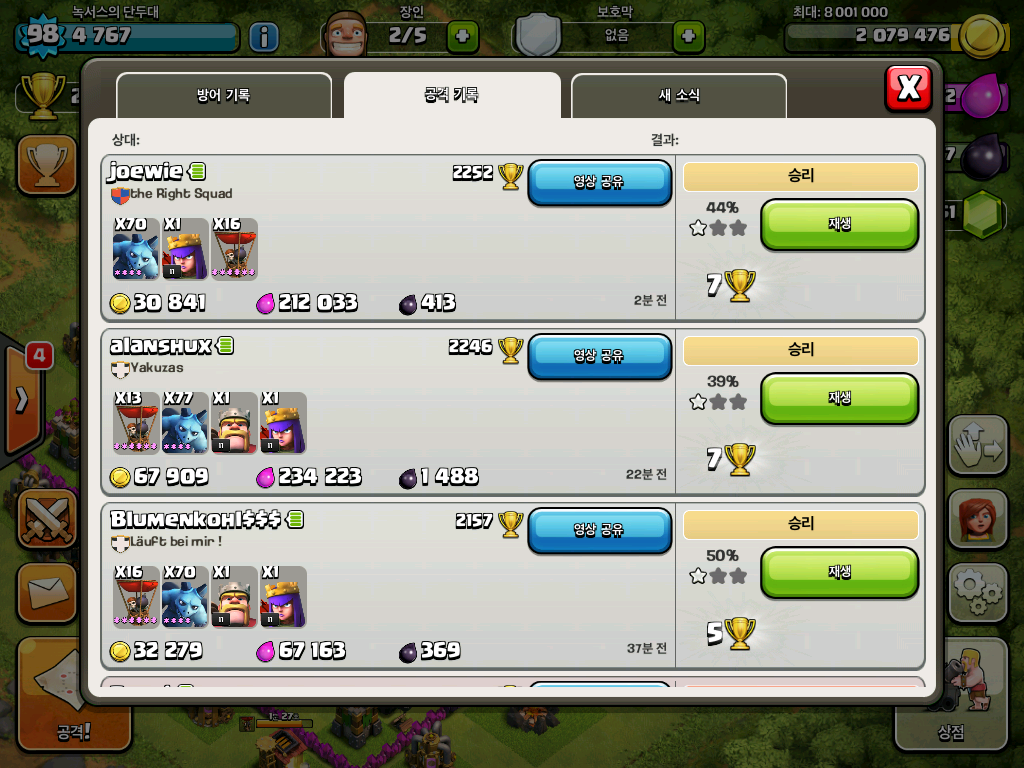 녹서스의 단두대
장인
보호막
최대: 8 001 000
98
4 767
i
2/5
없음
2 079 476
방어 기록
공격 기록
새 소식
X
상대:
결과:
joewie
2252
영상 공유
승리
the Right Squad
44%
재생
X70
X1
X16
11
7
30 841
212 033
413
2분 전
alanshux
2246
영상 공유
승리
Yakuzas
39%
재생
X13
X77
X1
X1
11
11
7
67 909
234 223
1 488
22분 전
Blumenkohl$$$
2157
영상 공유
승리
Läuft bei mir !
50%
재생
X16
X70
X1
X1
11
11
5
32 279
67 163
369
37분 전
4
공격!
상점